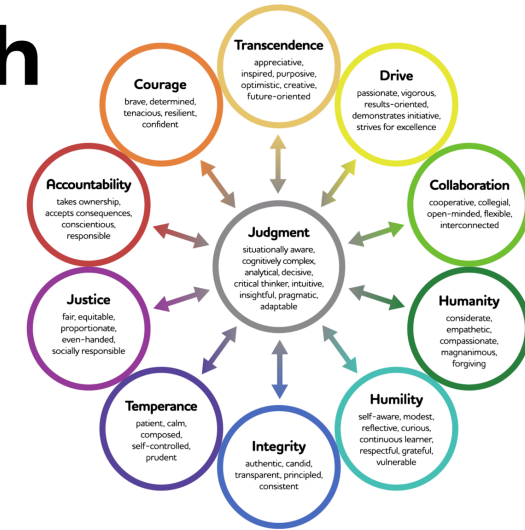 h
Transcendence
appreciative,
inspired, purposive,
optimistic, creative,
future-oriented
Drive
passionate, vigorous,
results-oriented,
demonstrates initiative,
strives for excellence
Collaboration
cooperative, collegial,
open-minded, flexible,
interconnected
Humanity
considerate,
empathetic,
compassionate,
magnanimous,
forgiving
Humility
self-aware, modest,
reflective, curious,
continuous learner,
respectful, grateful,
vulnerable
Integrity
authentic, candid,
transparent, principled,
consistent
Temperance
patient, calm,
composed,
self-controlled,
prudent
Justice
fair, equitable,
proportionate,
even-handed,
socially responsible
Accountability
takes ownership,
accepts consequences,
conscientious,
responsible
Courage
brave, determined,
tenacious, resilient,
confident
Judgment
situationally aware,
cognitively complex,
analytical, decisive,
critical thinker, intuitive,
insightful, pragmatic,
adaptable